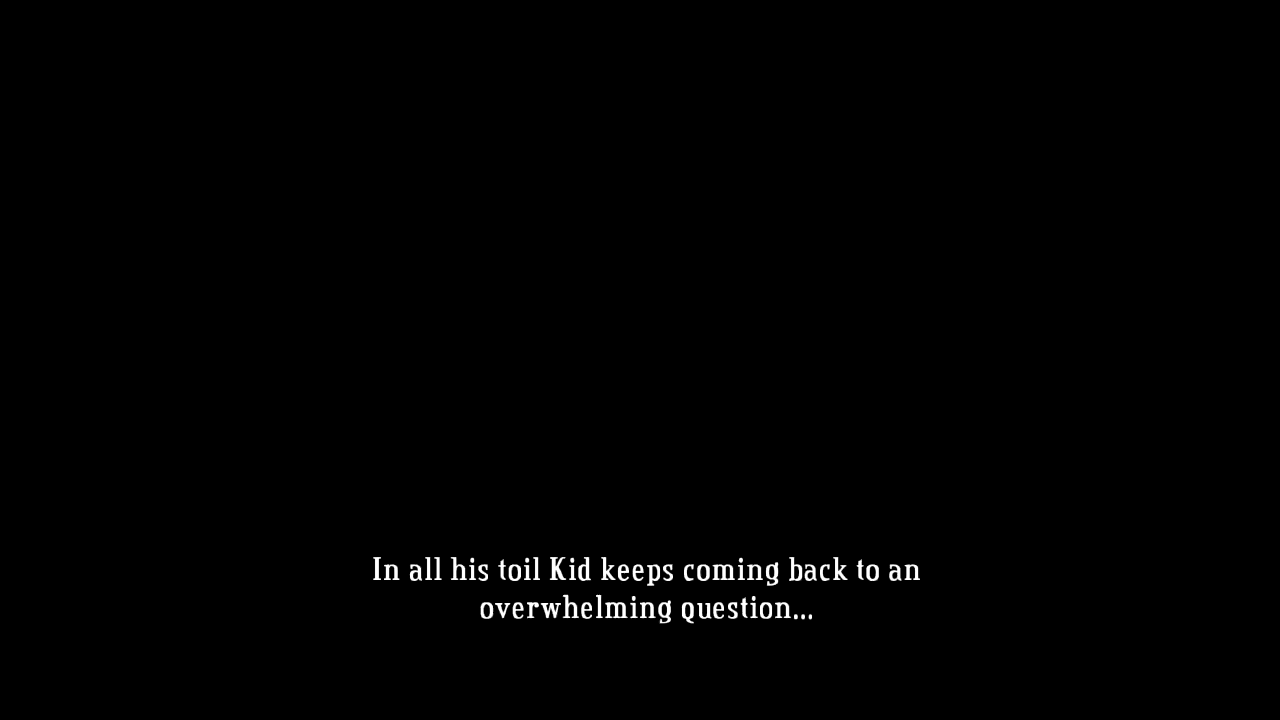 In all his toil Kid keeps coming back to an
overwhelming question...